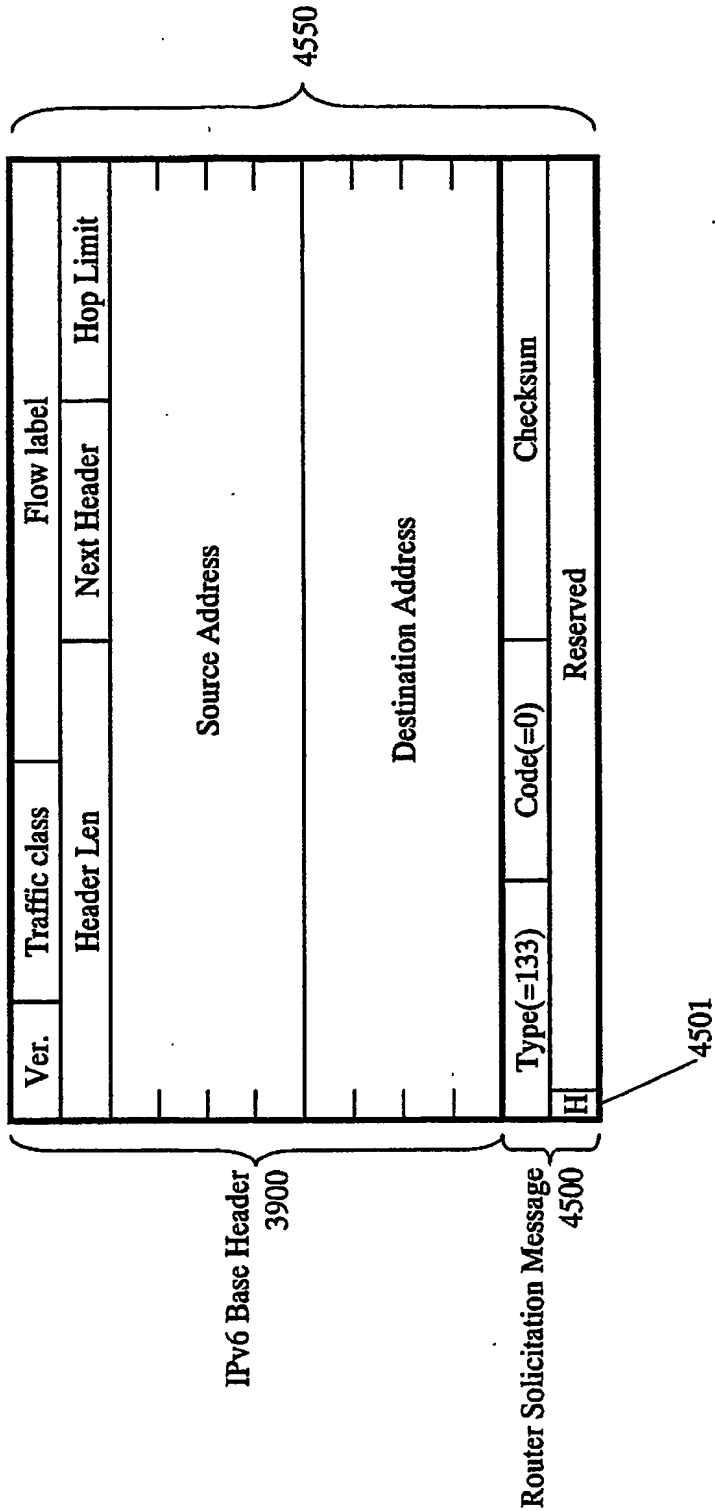 Ver.
Traffic class
Flow label
Header Len
Next Header
Hop Limit
Source Address
Destination Address
Type(=133)
Code(=0)
Checksum
H
Reserved
IPv6 Base Header
3900
Router Solicitation Message
4500
4501
4550